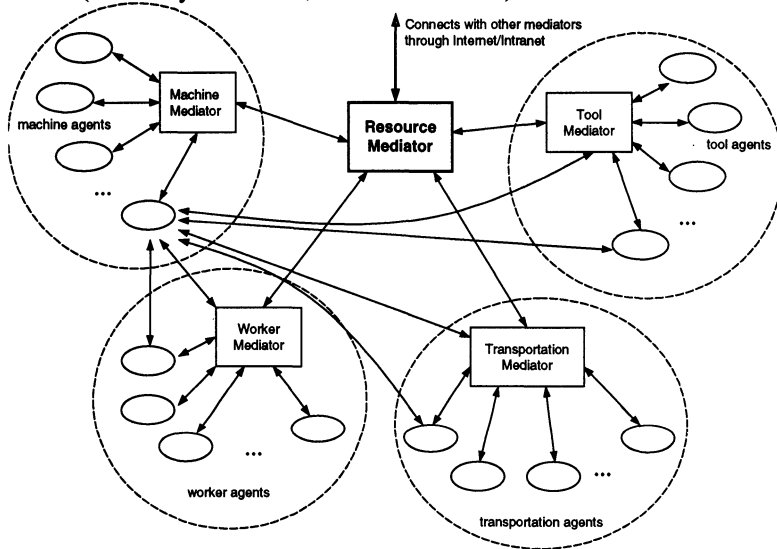 Connects with other mediators
through Internet/Intranet
Machine
Mediator
machine agents
...
Resource
Mediator
Tool
Mediator
tool agents
...
Worker
Mediator
...
worker agents
Transportation
Mediator
...
transportation agents